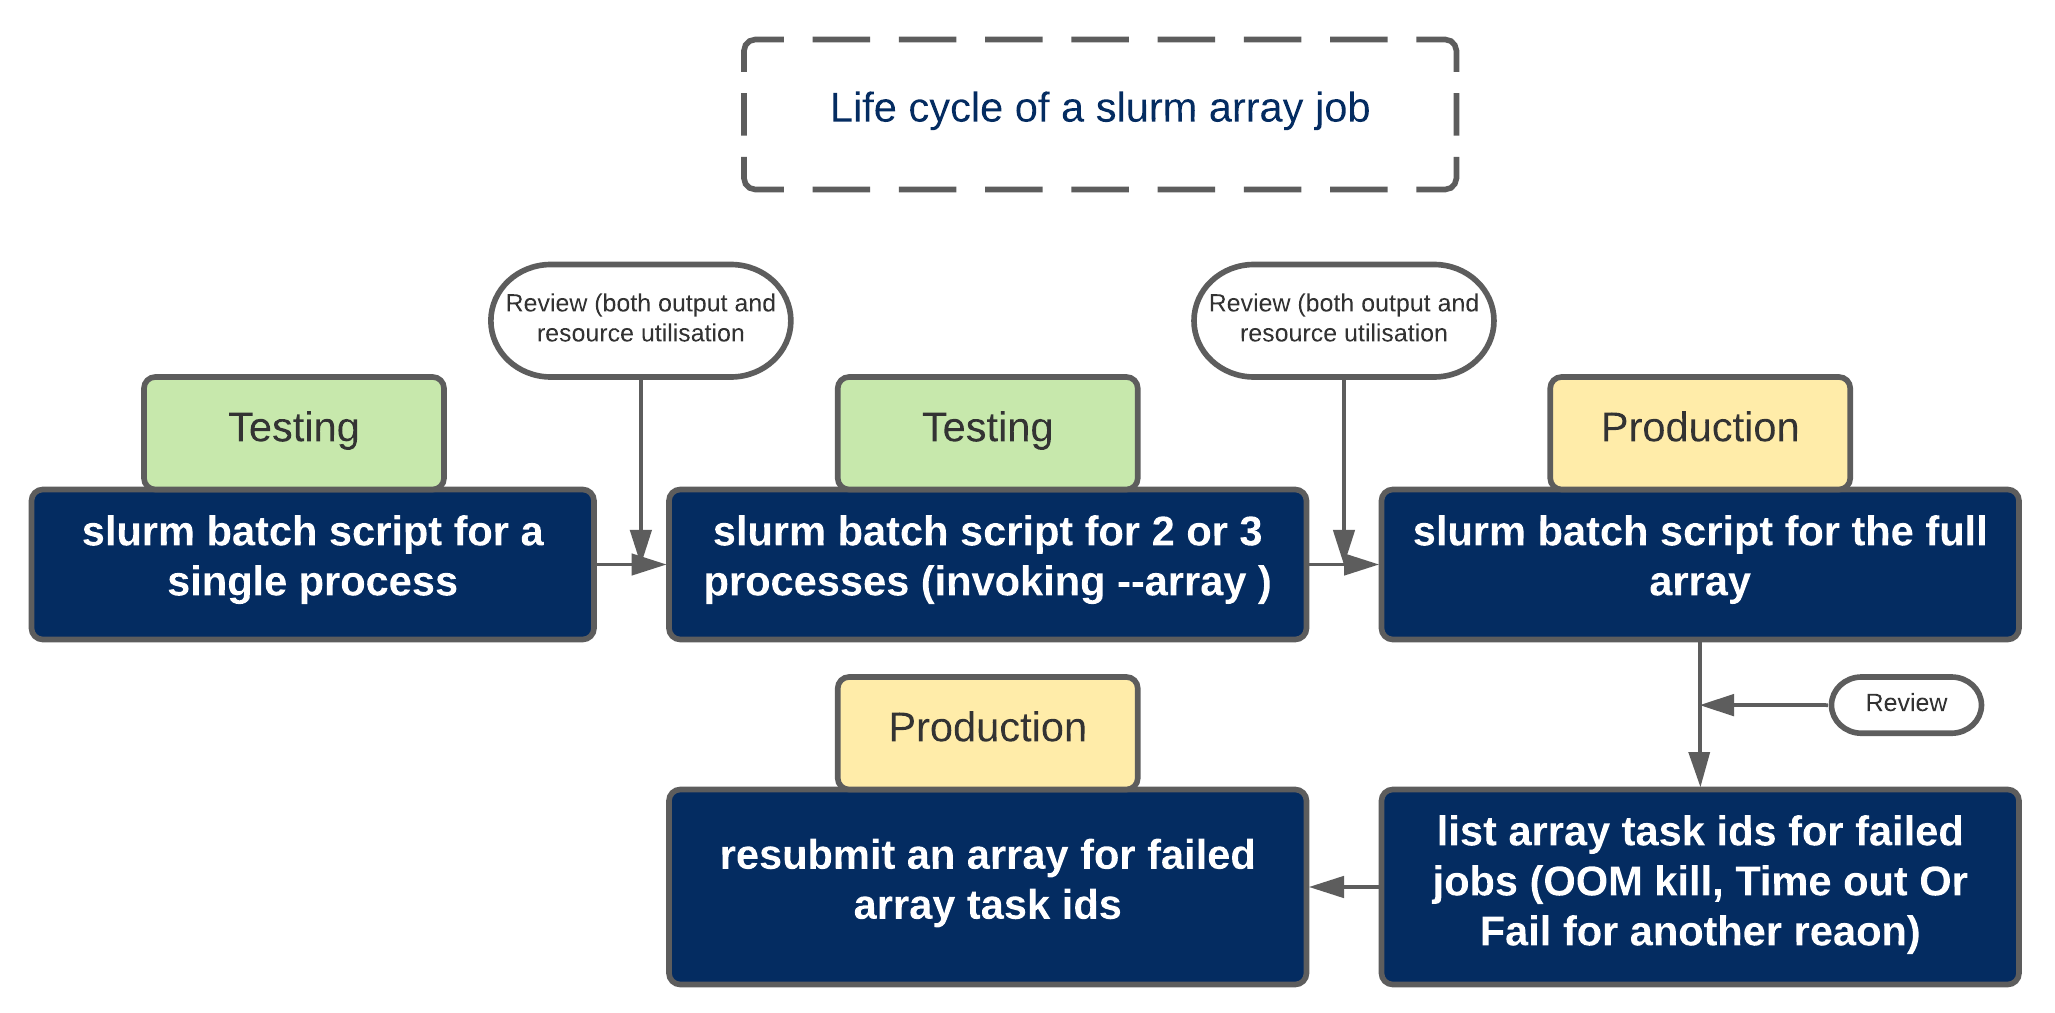 Life cycle of a slurm array job
Review (both output and
resource utilisation
Review (both output and
resource utilisation
Testing
Testing
Production
slurm batch script for a
single process
slurm batch script for 2 or 3
processes (invoking --array )
slurm batch script for the full
array
Review
Production
list array task ids for failed
jobs (OOM kill, Time out Or
Fail for another reaon)
resubmit an array for failed
array task ids